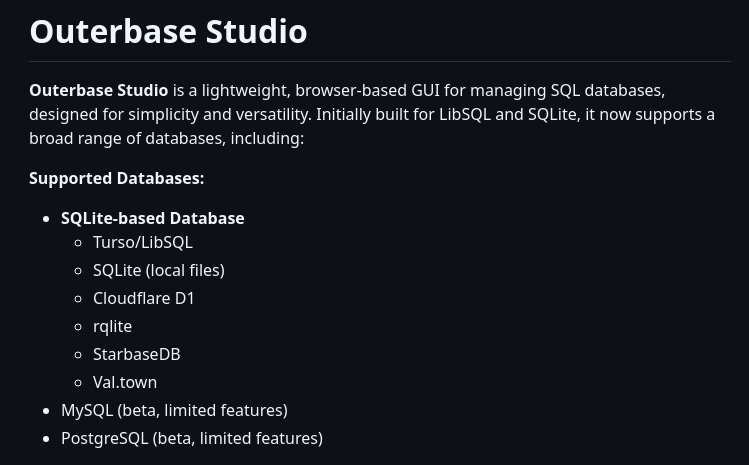 Outerbase Studio
Outerbase Studio is a lightweight, browser-based GUI for managing SQL databases,
designed for simplicity and versatility. Initially built for LibSQL and SQLite, it now supports a
broad range of databases, including:
Supported Databases:
SQLite-based Database
Turso/LibSQL
SQLite (local files)
Cloudflare D1
rqlite
StarbaseDB
Val.town
MySQL (beta, limited features)
PostgreSQL (beta, limited features)